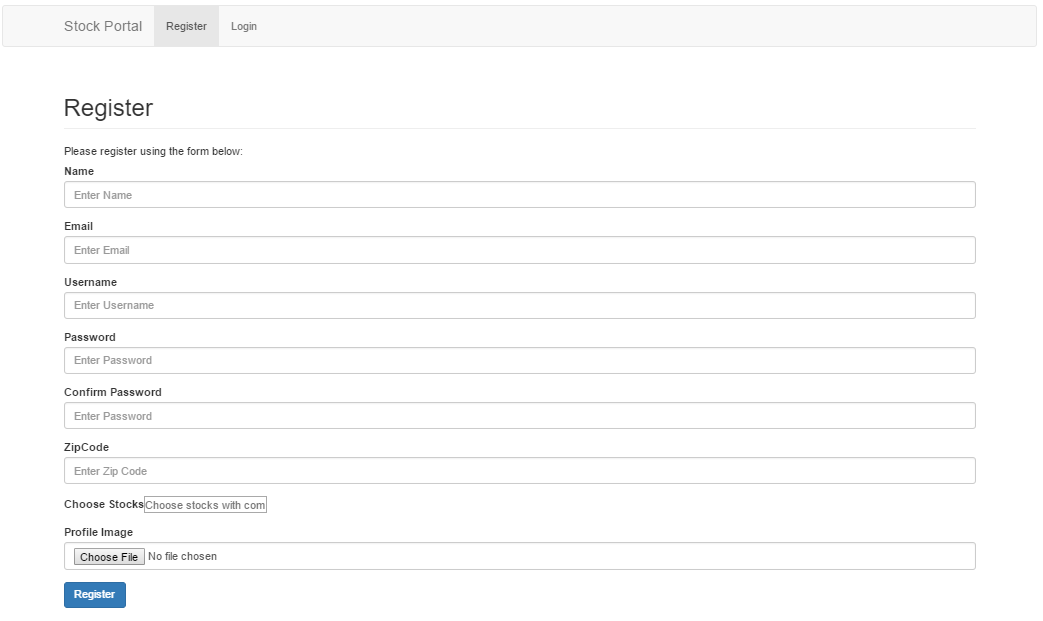 Stock Portal Register Login
Register
Please register using the form below:
Name
Enter Name
Email
Enter Email
Username
Enter Username
Password
Enter Password
Confirm Password
Enter Password
ZipCode
Enter Zip Code
Choose Stocks Choose stocks with com
Profile Image
Choose File No file chosen
Register